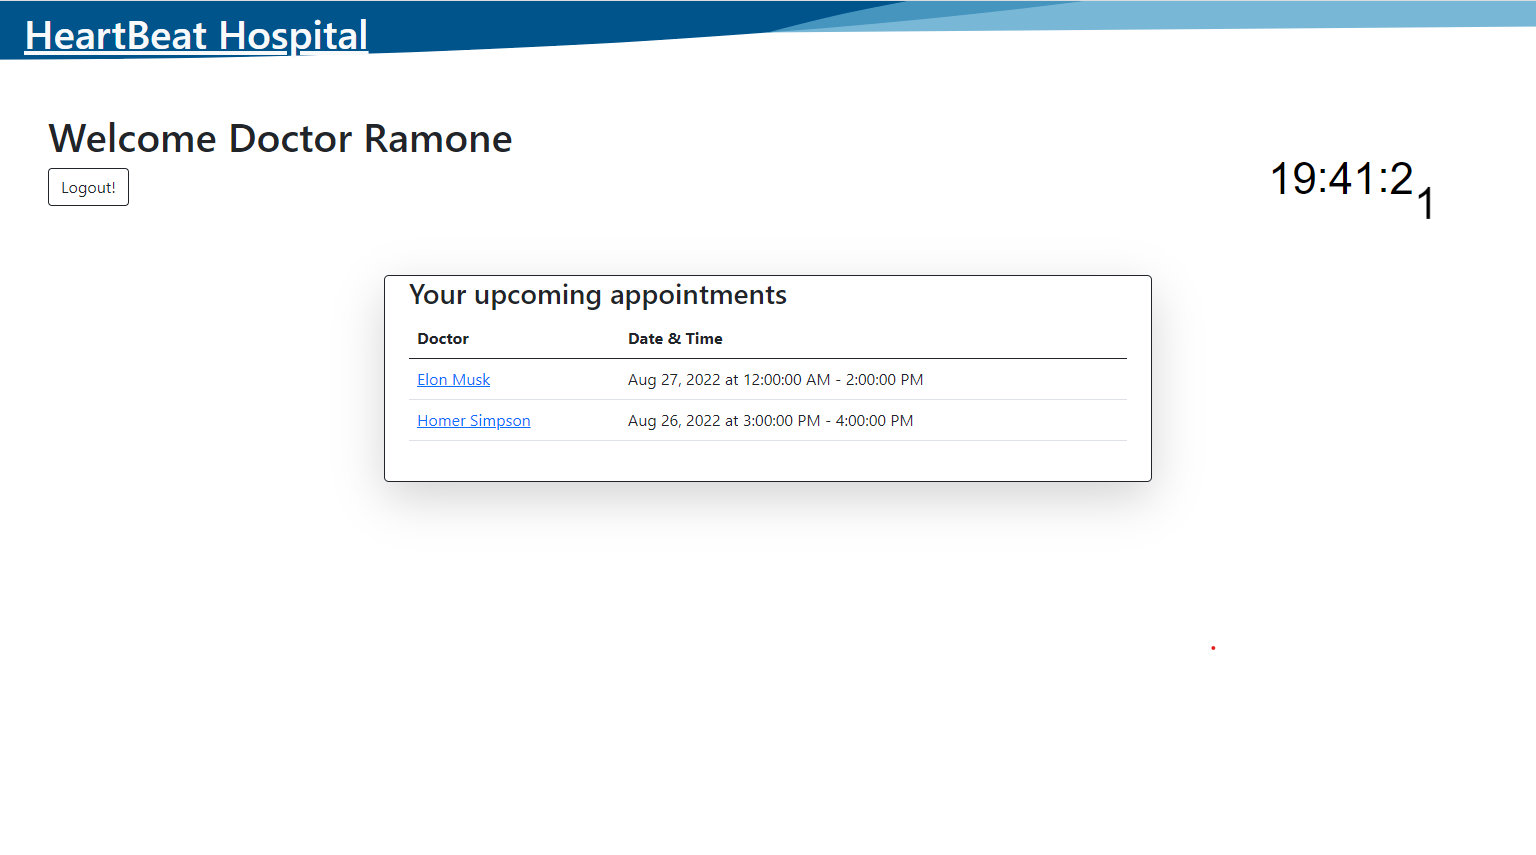 HeartBeat Hospital
Welcome Doctor Ramone
Logout!
19:41:21
Your upcoming appointments
Doctor Date & Time
Elon Musk Aug 27, 2022 at 12:00:00 AM - 2:00:00 PM
Homer Simpson Aug 26, 2022 at 3:00:00 PM - 4:00:00 PM